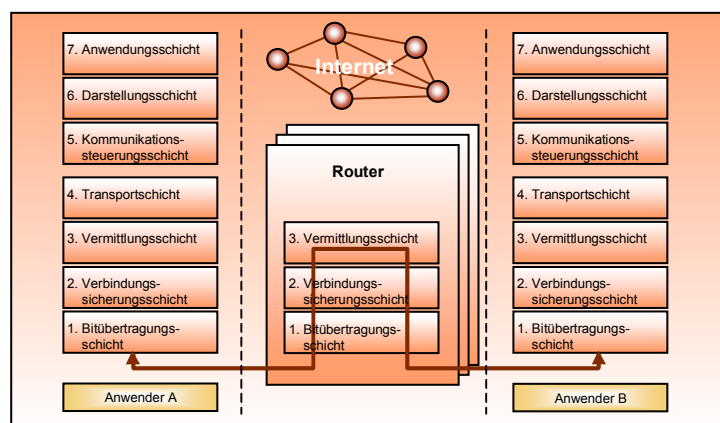 7. Anwendungsschicht
6. Darstellungsschicht
5. Kommunikations-
steuerungsschicht
4. Transportschicht
3. Vermittlungsschicht
2. Verbindungs-
sicherungsschicht
1. Bitübertragungs-
schicht
Anwender A
Internet
Router
3. Vermittlungsschicht
2. Verbindungs-
sicherungsschicht
1. Bitübertragungs-
schicht
7. Anwendungsschicht
6. Darstellungsschicht
5. Kommunikations-
steuerungsschicht
4. Transportschicht
3. Vermittlungsschicht
2. Verbindungs-
sicherungsschicht
1. Bitübertragungs-
schicht
Anwender B